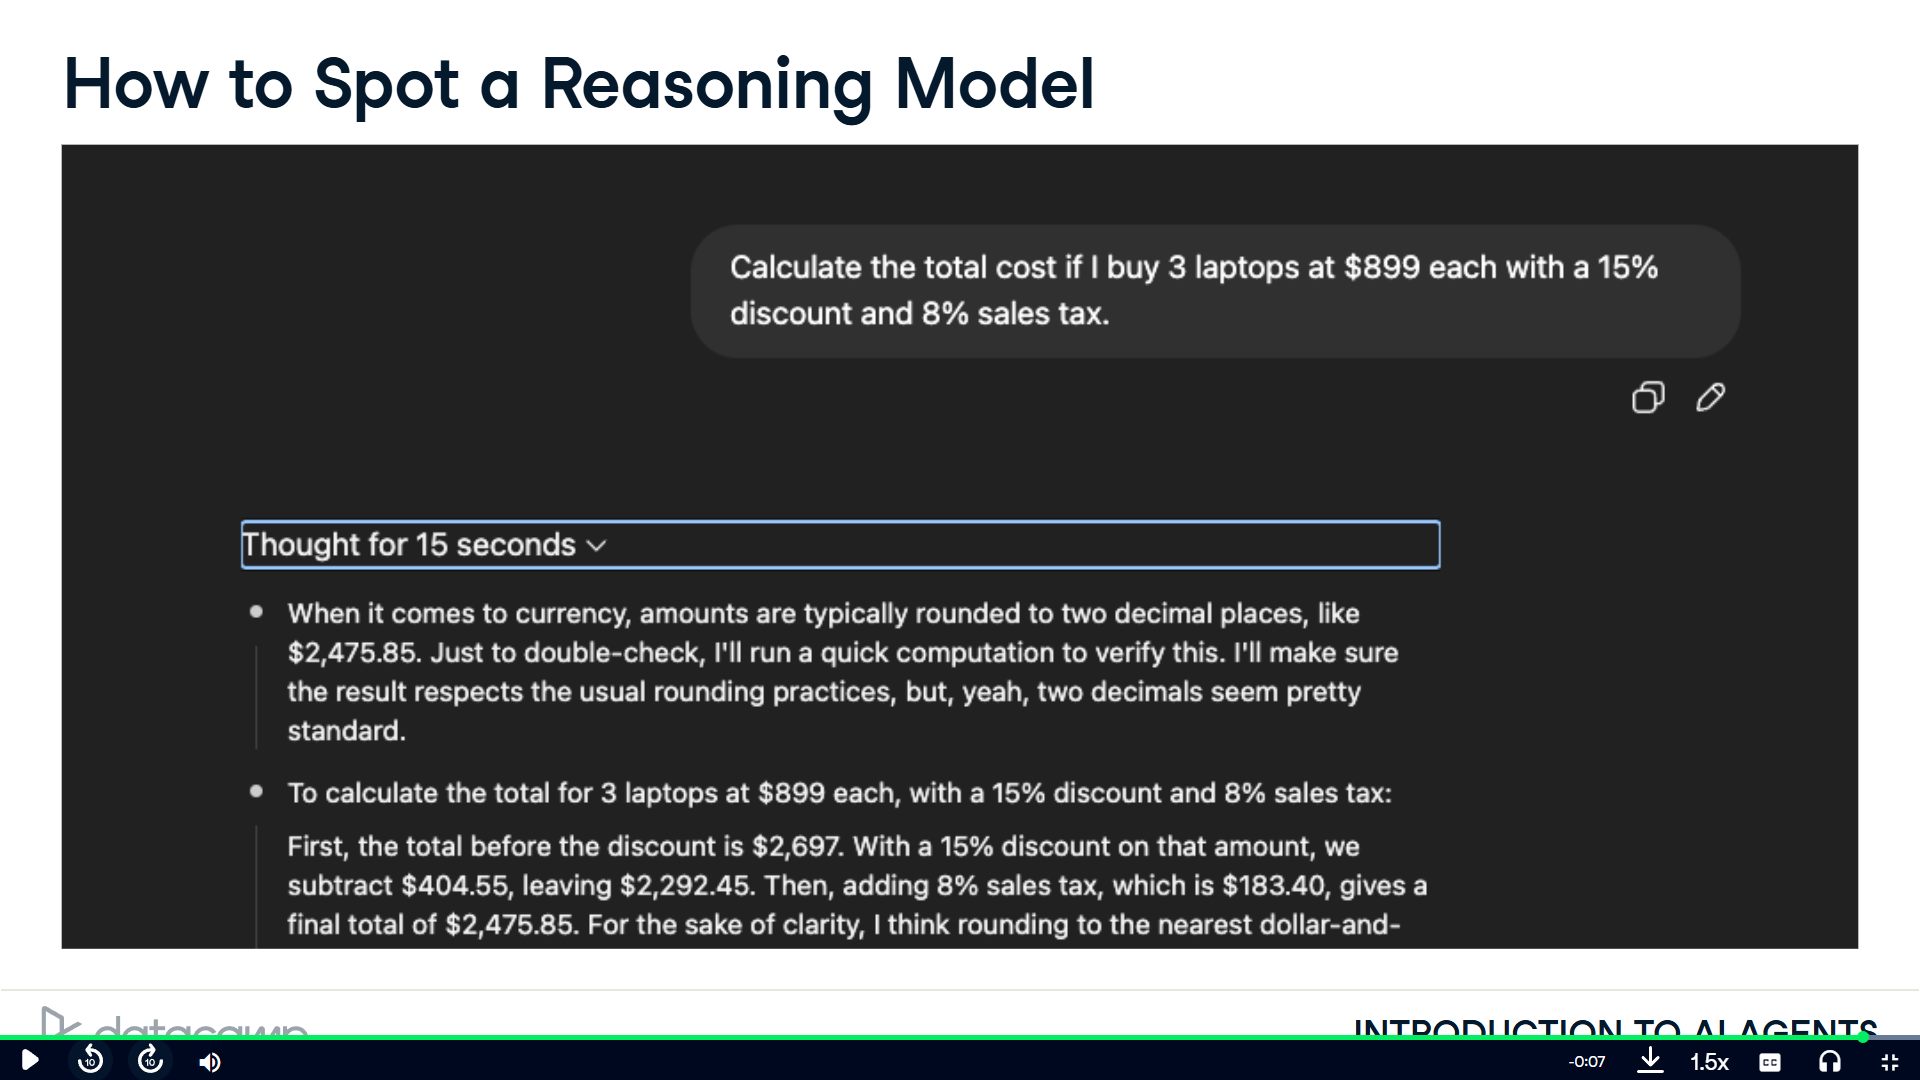 How to Spot a Reasoning Model
Calculate the total cost if I buy 3 laptops at $899 each with a 15%
discount and 8% sales tax.
Thought for 15 seconds
When it comes to currency, amounts are typically rounded to two decimal places, like
$2,475.85. Just to double-check, I'll run a quick computation to verify this. I'll make sure
the result respects the usual rounding practices, but, yeah, two decimals seem pretty
standard.
To calculate the total for 3 laptops at $899 each, with a 15% discount and 8% sales tax:
First, the total before the discount is $2,697. With a 15% discount on that amount, we
subtract $404.55, leaving $2,292.45. Then, adding 8% sales tax, which is $183.40, gives a
final total of $2,475.85. For the sake of clarity, I think rounding to the nearest dollar-and-
datacamp
INTRODUCTION TO AI AGENTS
10
10
-0:07
1.5x
CC